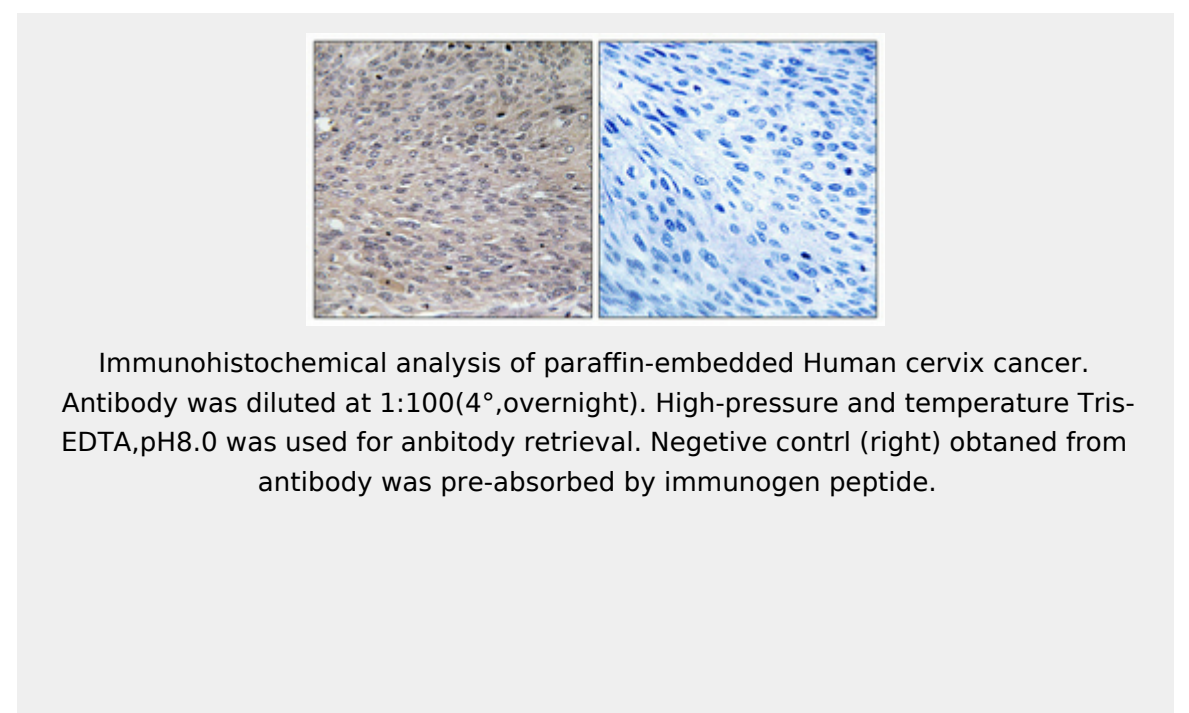 Immunohistochemical analysis of paraffin-embedded Human cervix cancer.
Antibody was diluted at 1:100(4°,overnight). High-pressure and temperature Tris-
EDTA,pH8.0 was used for anbitody retrieval. Negetive contrl (right) obtaned from
antibody was pre-absorbed by immunogen peptide.